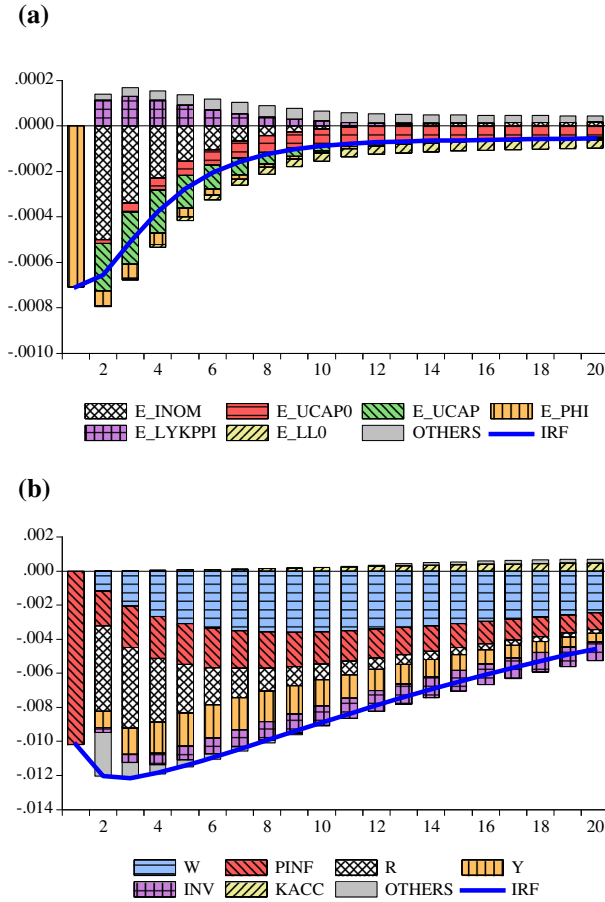 (a)
.0002
.0000
-.0002
-.0004
-.0006
-.0008
-.0010
2 4 6 8 10 12 14 16 18 20
E_INOM E_UCAP0 E_UCAP E_PHI
E_LYKPPI E_LL0 OTHERS IRF
(b)
.002
.000
-.002
-.004
-.006
-.008
-.010
-.012
-.014
2 4 6 8 10 12 14 16 18 20
W PINF R Y
INV KACC OTHERS IRF